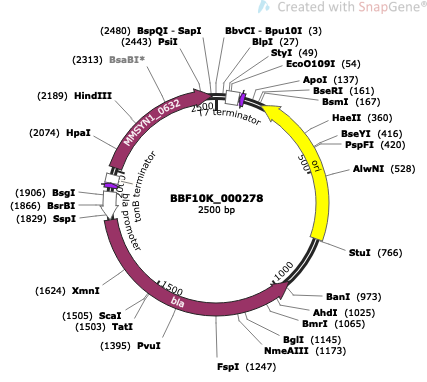 Created with SnapGene®
(2480) BspQI - SapI
(2443) PsiI
(2313) BsaBI*
(2189) HindIII
(2074) HpaI
(1906) BsgI
(1866) BsrBI
(1829) SspI
(1624) XmnI
(1505) ScaI
(1503) TatI
(1395) PvuI
FspI (1247)
NmeAIII (1173)
BglI (1145)
BmrI (1065)
AhdI (1025)
BanI (973)
StuI (766)
AlwNI (528)
PspFI (420)
BseYI (416)
HaeII (360)
BsmI (167)
BseRI (161)
ApoI (137)
EcoO109I (54)
StyI (49)
BlpI (27)
BbvCI - Bpu10I (3)
2500
T7 terminator
MMSYN1_0632
ori
500
tonB terminator
bla promoter
BBF10K_000278
2500 bp
1000
1500
bla